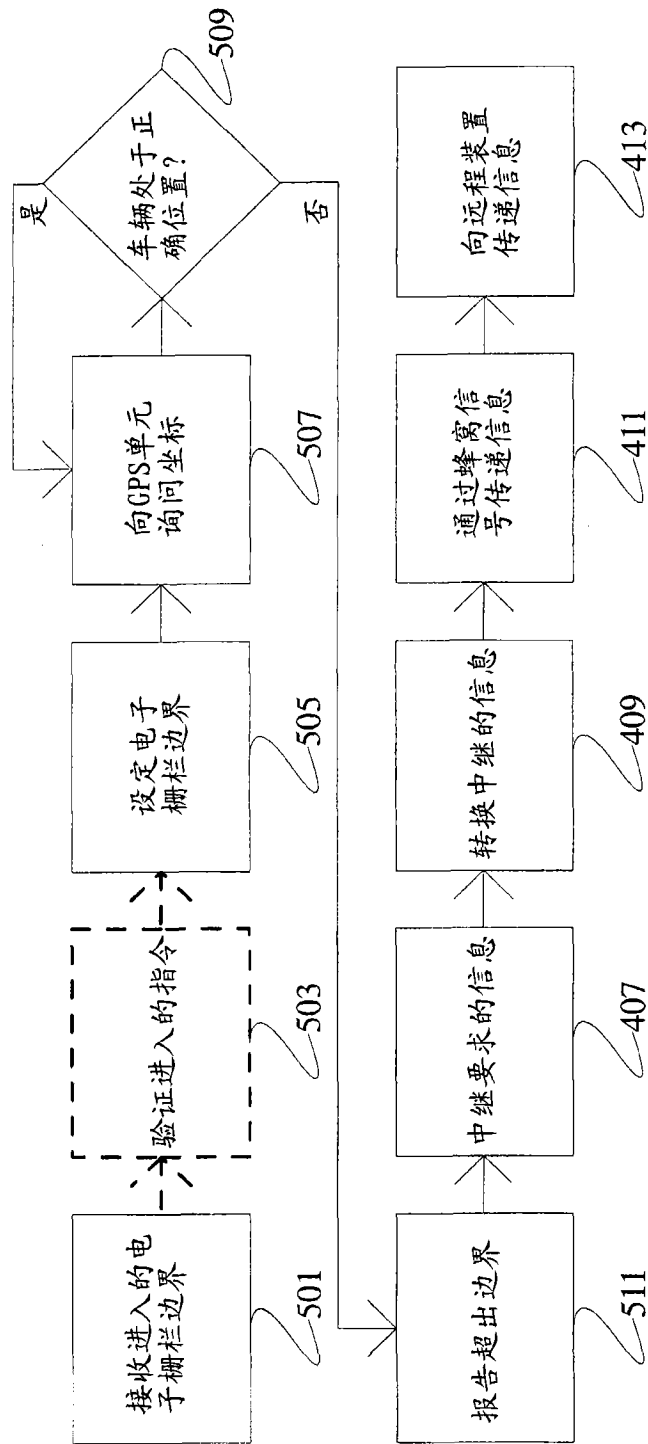 接收进入的电
子栅栏边界
501
验证进入的指令
503
设定电子
栅栏边界
505
向GPS单元
询问坐标
507
车辆处于正
确位置？
509
是
否
报告超出边界
511
中继要求的信息
407
转换中继的信息
409
通过蜂窝信
号传递信息
411
向远程装置
传递信息
413